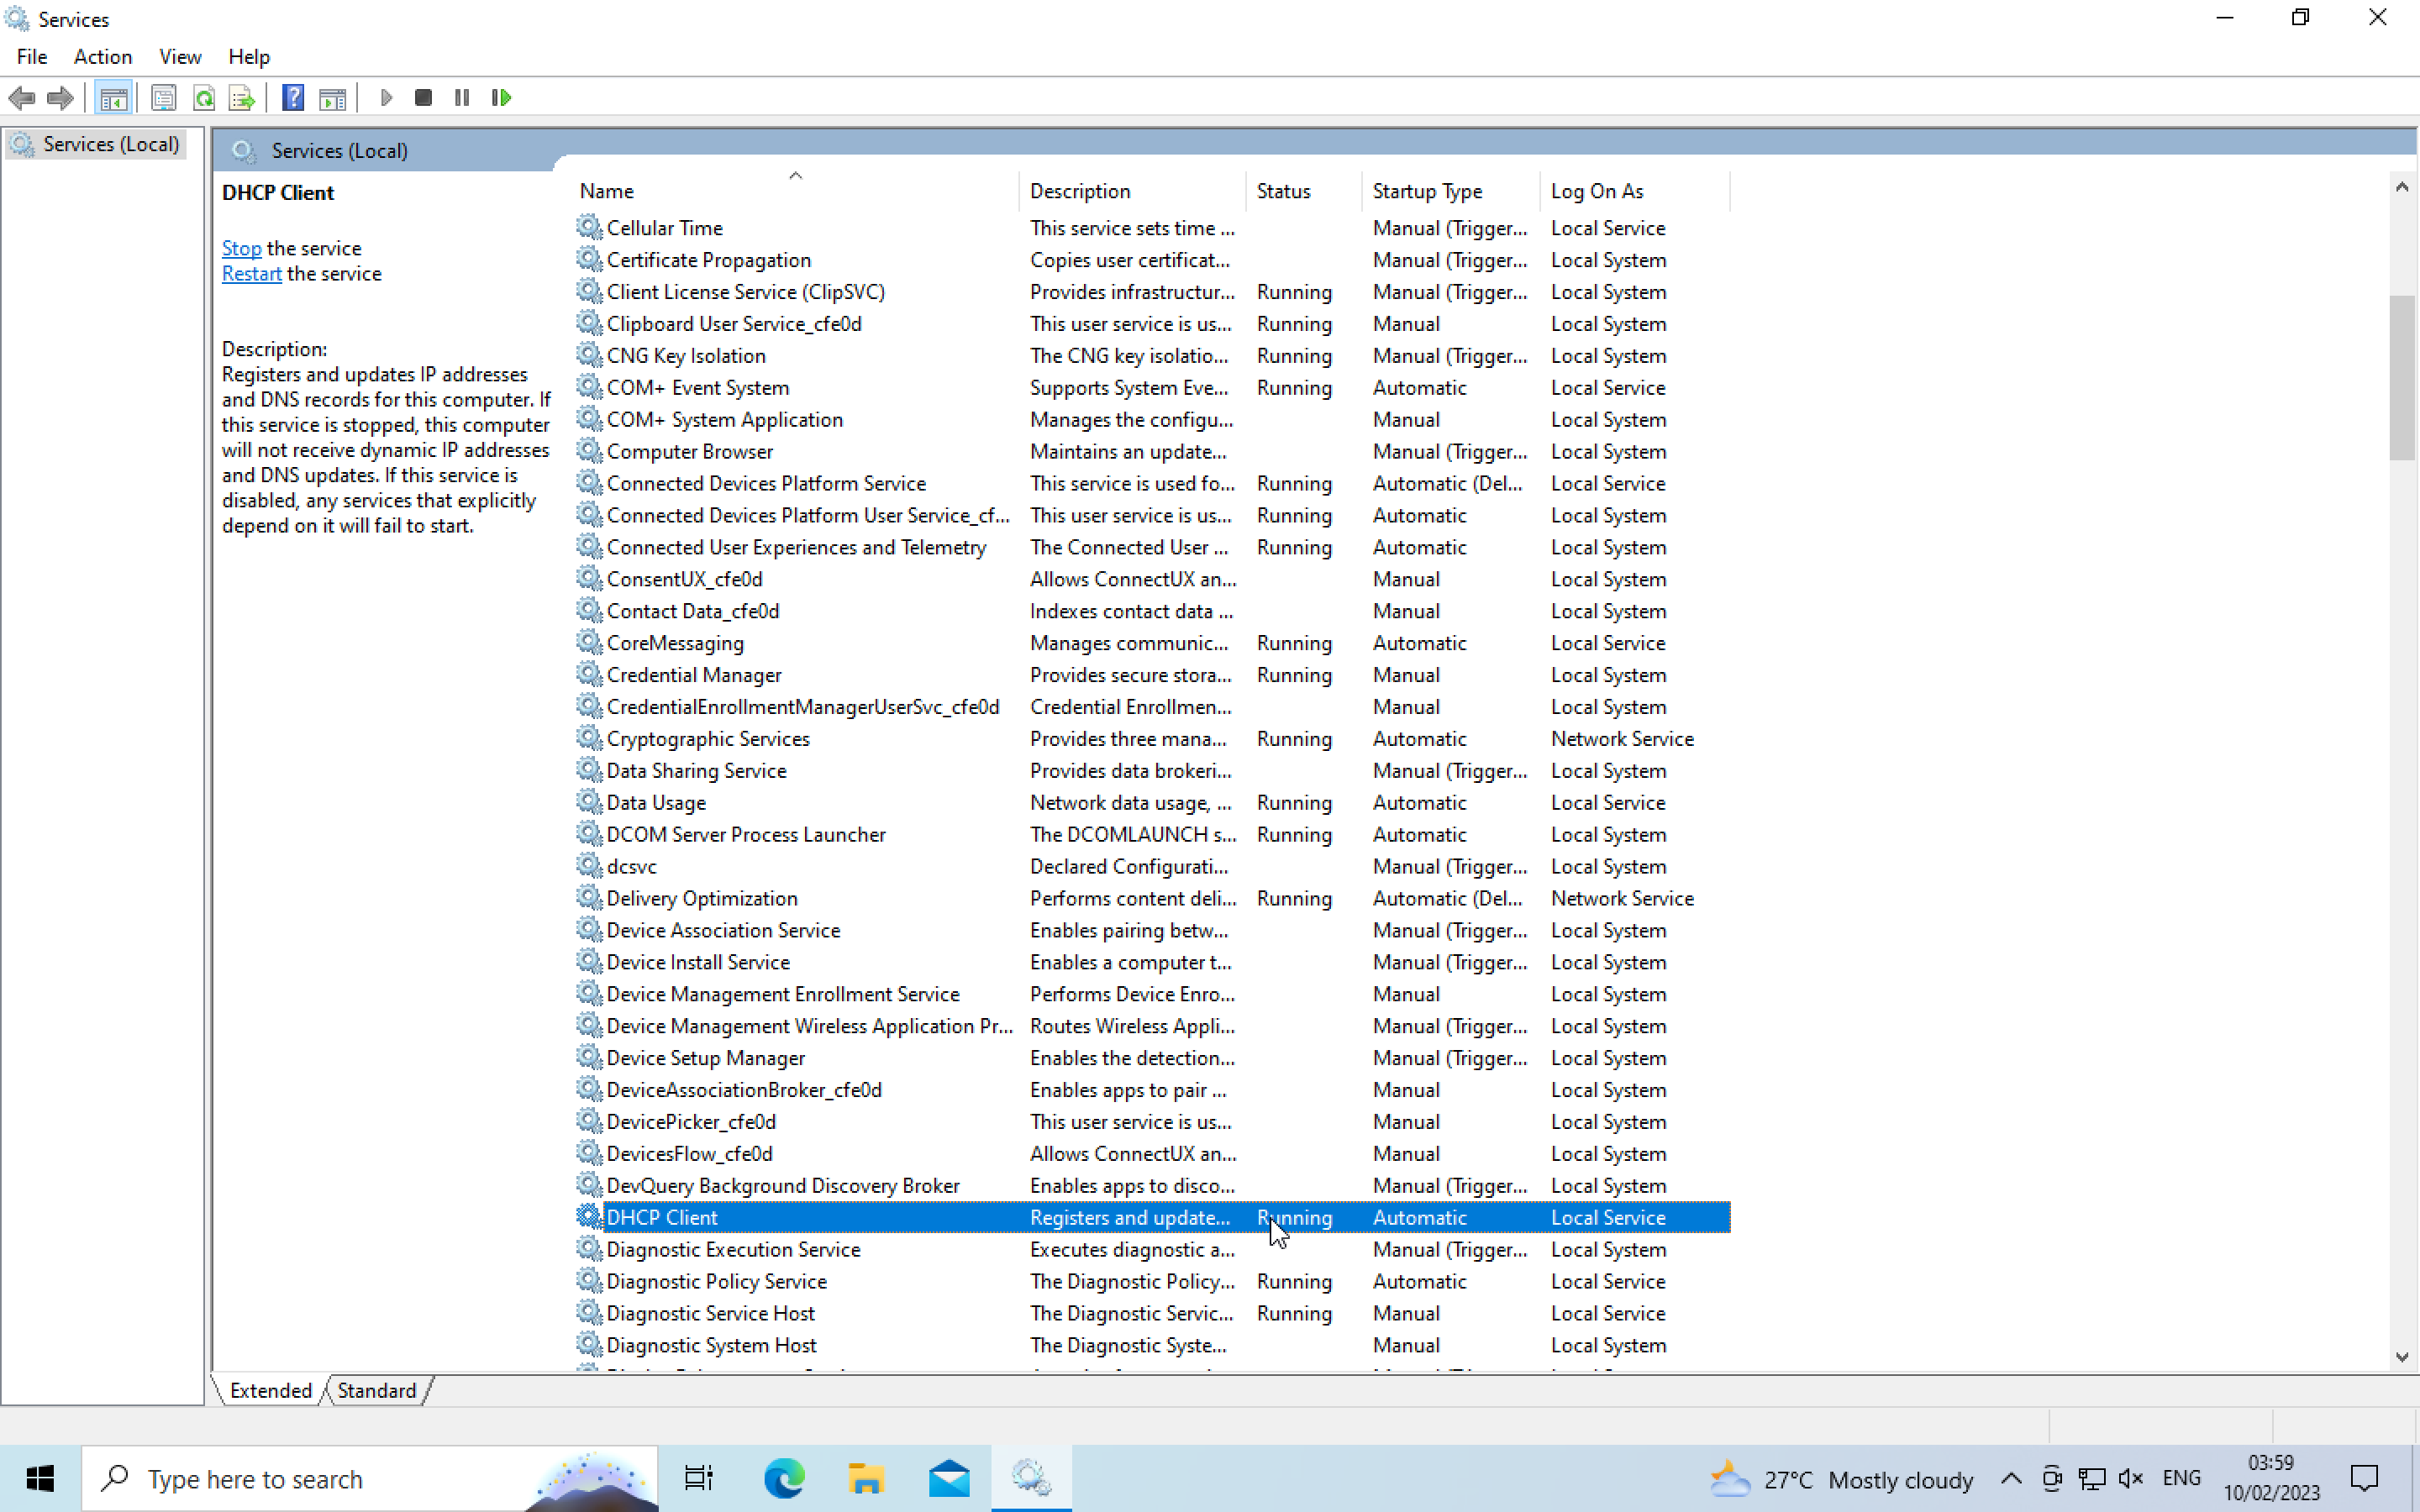 Services
File Action View Help
Services (Local)
Services (Local)
DHCP Client
Stop the service
Restart the service
Description:
Registers and updates IP addresses
and DNS records for this computer. If
this service is stopped, this computer
will not receive dynamic IP addresses
and DNS updates. If this service is
disabled, any services that explicitly
depend on it will fail to start.
Name Description Status Startup Type Log On As
Cellular Time This service sets time ... Manual (Trigger... Local Service
Certificate Propagation Copies user certificat... Manual (Trigger... Local System
Client License Service (ClipSVC) Provides infrastructur... Running Manual (Trigger... Local System
Clipboard User Service_cfe0d This user service is us... Running Manual Local System
CNG Key Isolation The CNG key isolatio... Running Manual (Trigger... Local System
COM+ Event System Supports System Eve... Running Automatic Local Service
COM+ System Application Manages the configu... Manual Local System
Computer Browser Maintains an update... Manual (Trigger... Local System
Connected Devices Platform Service This service is used fo... Running Automatic (Del... Local Service
Connected Devices Platform User Service_cf... This user service is us... Running Automatic Local System
Connected User Experiences and Telemetry The Connected User ... Running Automatic Local System
ConsentUX_cfe0d Allows ConnectUX an... Manual Local System
Contact Data_cfe0d Indexes contact data ... Manual Local System
CoreMessaging Manages communic... Running Automatic Local Service
Credential Manager Provides secure stora... Running Manual Local System
CredentialEnrollmentManagerUserSvc_cfe0d Credential Enrollmen... Manual Local System
Cryptographic Services Provides three mana... Running Automatic Network Service
Data Sharing Service Provides data brokeri... Manual (Trigger... Local System
Data Usage Network data usage, ... Running Automatic Local Service
DCOM Server Process Launcher The DCOMLAUNCH s... Running Automatic Local System
dcsvc Declared Configurati... Manual (Trigger... Local System
Delivery Optimization Performs content deli... Running Automatic (Del... Network Service
Device Association Service Enables pairing betw... Manual (Trigger... Local System
Device Install Service Enables a computer t... Manual (Trigger... Local System
Device Management Enrollment Service Performs Device Enro... Manual Local System
Device Management Wireless Application Pr... Routes Wireless Appli... Manual (Trigger... Local System
Device Setup Manager Enables the detection... Manual (Trigger... Local System
DeviceAssociationBroker_cfe0d Enables apps to pair ... Manual Local System
DevicePicker_cfe0d This user service is us... Manual Local System
DevicesFlow_cfe0d Allows ConnectUX an... Manual Local System
DevQuery Background Discovery Broker Enables apps to disco... Manual (Trigger... Local System
DHCP Client Registers and update... Running Automatic Local Service
Diagnostic Execution Service Executes diagnostic a... Manual (Trigger... Local System
Diagnostic Policy Service The Diagnostic Policy... Running Automatic Local Service
Diagnostic Service Host The Diagnostic Servic... Running Manual Local Service
Diagnostic System Host The Diagnostic Syste... Manual Local System
Extended Standard
Type here to search
27°C Mostly cloudy ENG
03:59
10/02/2023